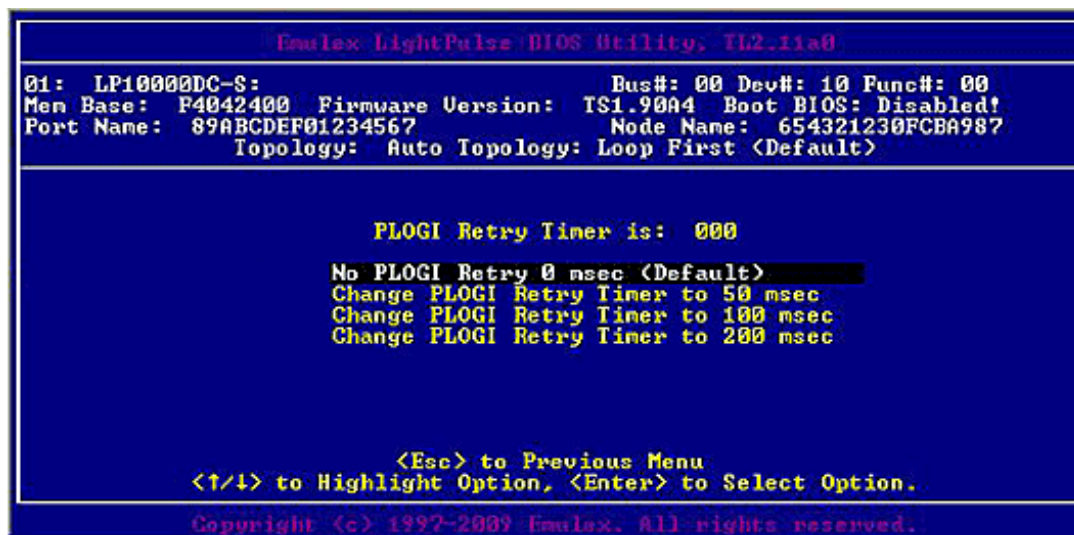 Emulex LightPulse BIOS Utility, TL2.11a0
01: LP10000DC-S: Bus#: 00 Dev#: 10 Func#: 00
Mem Base: F4042400 Firmware Version: TS1.90A4 Boot BIOS: Disabled!
Port Name: 89ABCDEF01234567 Node Name: 654321230FCBA987
Topology: Auto Topology: Loop First <Default>
PLOGI Retry Timer is: 000
No PLOGI Retry 0 msec <Default>
Change PLOGI Retry Timer to 50 msec
Change PLOGI Retry Timer to 100 msec
Change PLOGI Retry Timer to 200 msec
<Esc> to Previous Menu
<↑/↓> to Highlight Option, <Enter> to Select Option.
Copyright <c> 1997-2009 Emulex. All rights reserved.